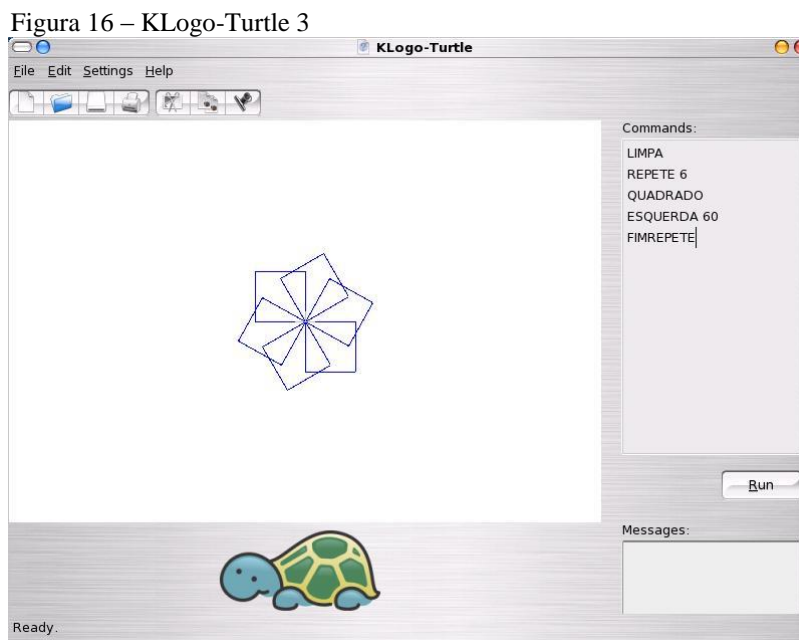 Figura 16 – KLogo-Turtle 3
KLogo-Turtle
File Edit Settings Help
Commands:
LIMPA
REPETE 6
QUADRADO
ESQUERDA 60
FIMREPETE
Run
Messages:
Ready.